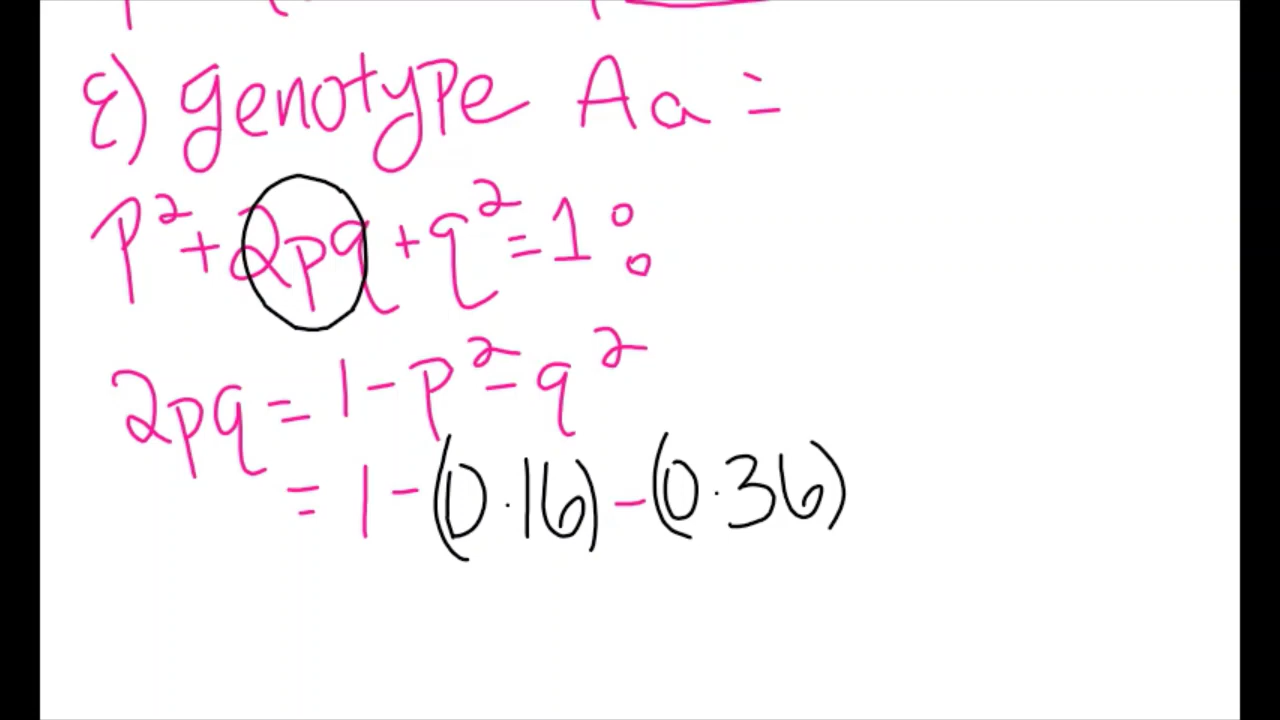 E) genotype Aa =
p² + 2pq + q² = 1 :
2pq = 1 - p² - q²
= 1 - (0.16) - (0.36)